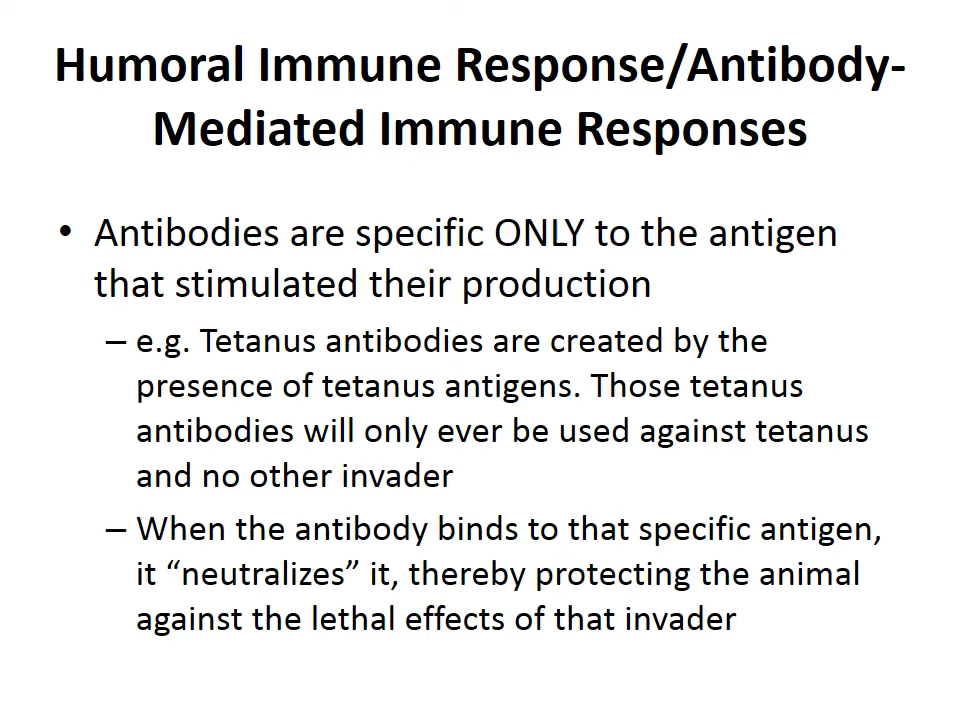 Humoral Immune Response/Antibody-
Mediated Immune Responses
• Antibodies are specific ONLY to the antigen
that stimulated their production
– e.g. Tetanus antibodies are created by the
presence of tetanus antigens. Those tetanus
antibodies will only ever be used against tetanus
and no other invader
– When the antibody binds to that specific antigen,
it “neutralizes” it, thereby protecting the animal
against the lethal effects of that invader